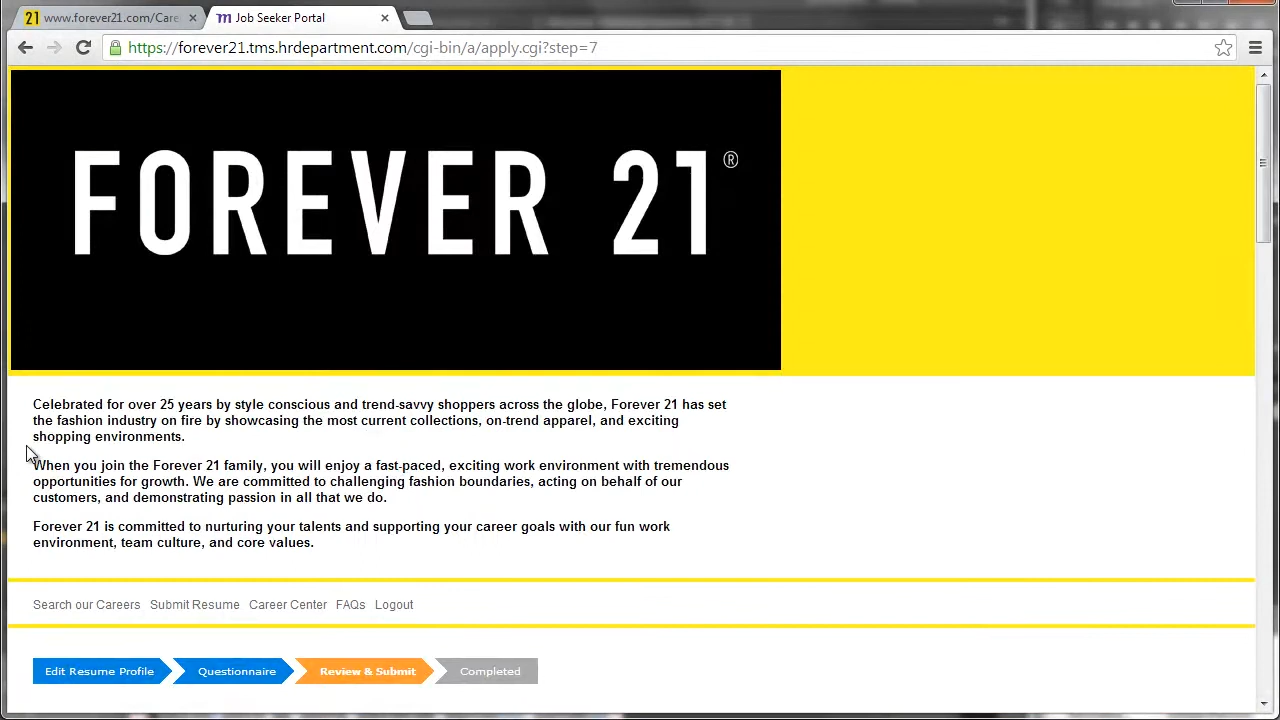 www.forever21.com/Care
Job Seeker Portal
https://forever21.tms.hrdepartment.com/cgi-bin/a/apply.cgi?step=7
FOREVER 21®
Celebrated for over 25 years by style conscious and trend-savvy shoppers across the globe, Forever 21 has set
the fashion industry on fire by showcasing the most current collections, on-trend apparel, and exciting
shopping environments.
When you join the Forever 21 family, you will enjoy a fast-paced, exciting work environment with tremendous
opportunities for growth. We are committed to challenging fashion boundaries, acting on behalf of our
customers, and demonstrating passion in all that we do.
Forever 21 is committed to nurturing your talents and supporting your career goals with our fun work
environment, team culture, and core values.
Search our Careers Submit Resume Career Center FAQs Logout
Edit Resume Profile Questionnaire Review & Submit Completed